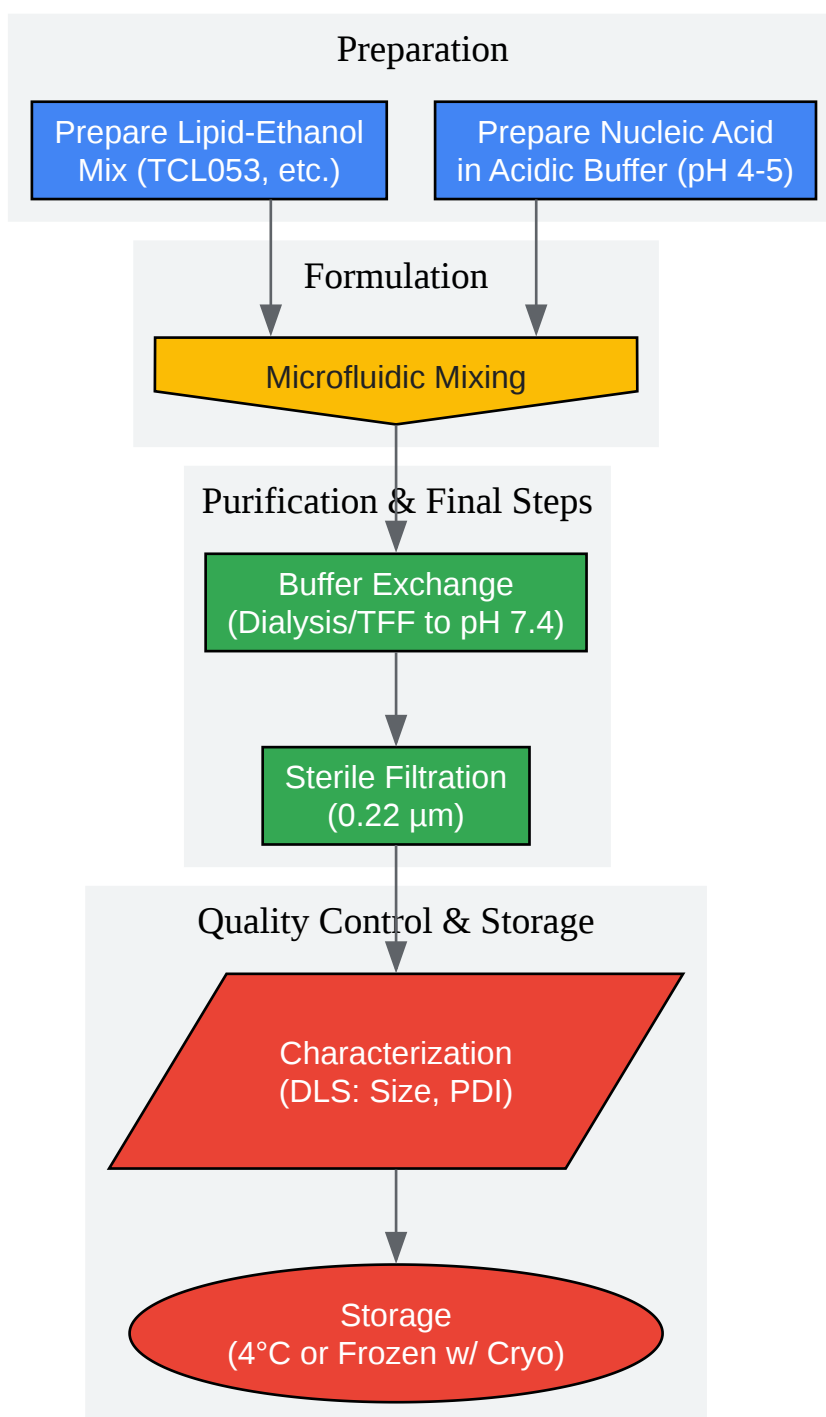 Preparation
Prepare Lipid-Ethanol
Mix (TCL053, etc.)
Prepare Nucleic Acid
in Acidic Buffer (pH 4-5)
Formulation
Microfluidic Mixing
Purification & Final Steps
Buffer Exchange
(Dialysis/TFF to pH 7.4)
Sterile Filtration
(0.22 µm)
Quality Control & Storage
Characterization
(DLS: Size, PDI)
Storage
(4°C or Frozen w/ Cryo)